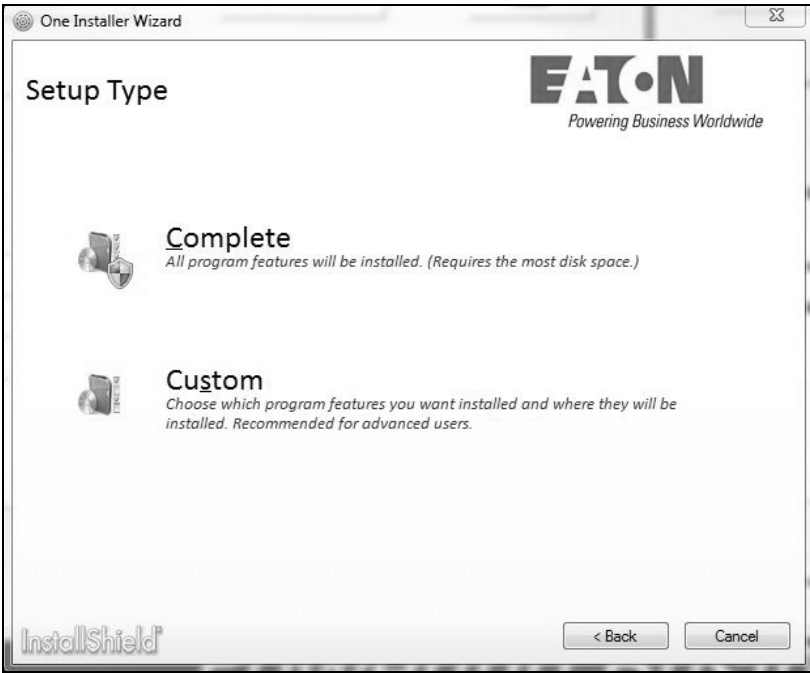 One Installer Wizard
Setup Type
EATON
Powering Business Worldwide
Complete
All program features will be installed. (Requires the most disk space.)
Custom
Choose which program features you want installed and where they will be
installed. Recommended for advanced users.
InstallShield
< Back
Cancel